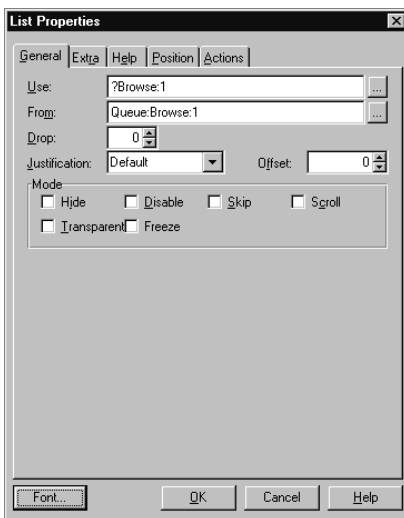 List Properties
General Extra Help Position Actions
Use: ?Browse:1 ...
From: Queue:Browse:1 ...
Drop: 0
Justification: Default Offset: 0
Mode
Hide Disable Skip Scroll
Transparent Freeze
Font... OK Cancel Help